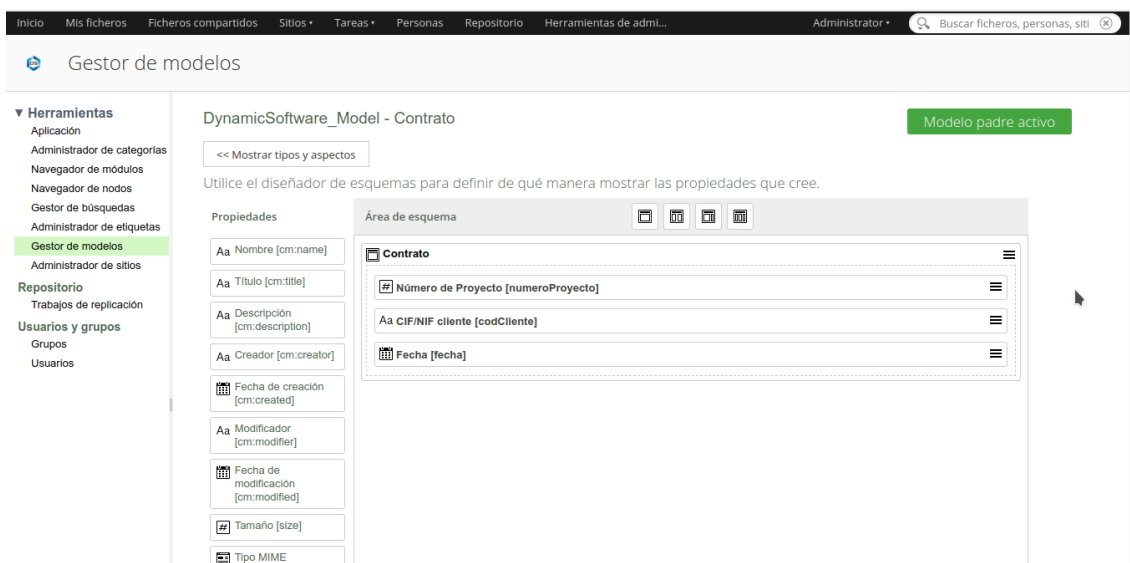 Inicio Mis ficheros Ficheros compartidos Sitios Tareas Personas Repositorio Herramientas de admi... Administrator Buscar ficheros, personas, siti
Gestor de modelos
Herramientas
Aplicación
Administrador de categorías
Navegador de módulos
Navegador de nodos
Gestor de búsquedas
Administrador de etiquetas
Gestor de modelos
Administrador de sitios
Repositorio
Trabajos de replicación
Usuarios y grupos
Grupos
Usuarios
DynamicSoftware_Model - Contrato
Modelo padre activo
<< Mostrar tipos y aspectos
Utilice el diseñador de esquemas para definir de qué manera mostrar las propiedades que cree.
Propiedades
Aa Nombre [cm:name]
Aa Título [cm:title]
Aa Descripción
[cm:description]
Aa Creador [cm:creator]
Fecha de creación
[cm:created]
Aa Modificador
[cm:modifier]
Fecha de
modificación
[cm:modified]
# Tamaño [size]
Tipo MIME
Área de esquema
Contrato
# Número de Proyecto [numeroProyecto]
Aa CIF/NIF cliente [codCliente]
Fecha [fecha]